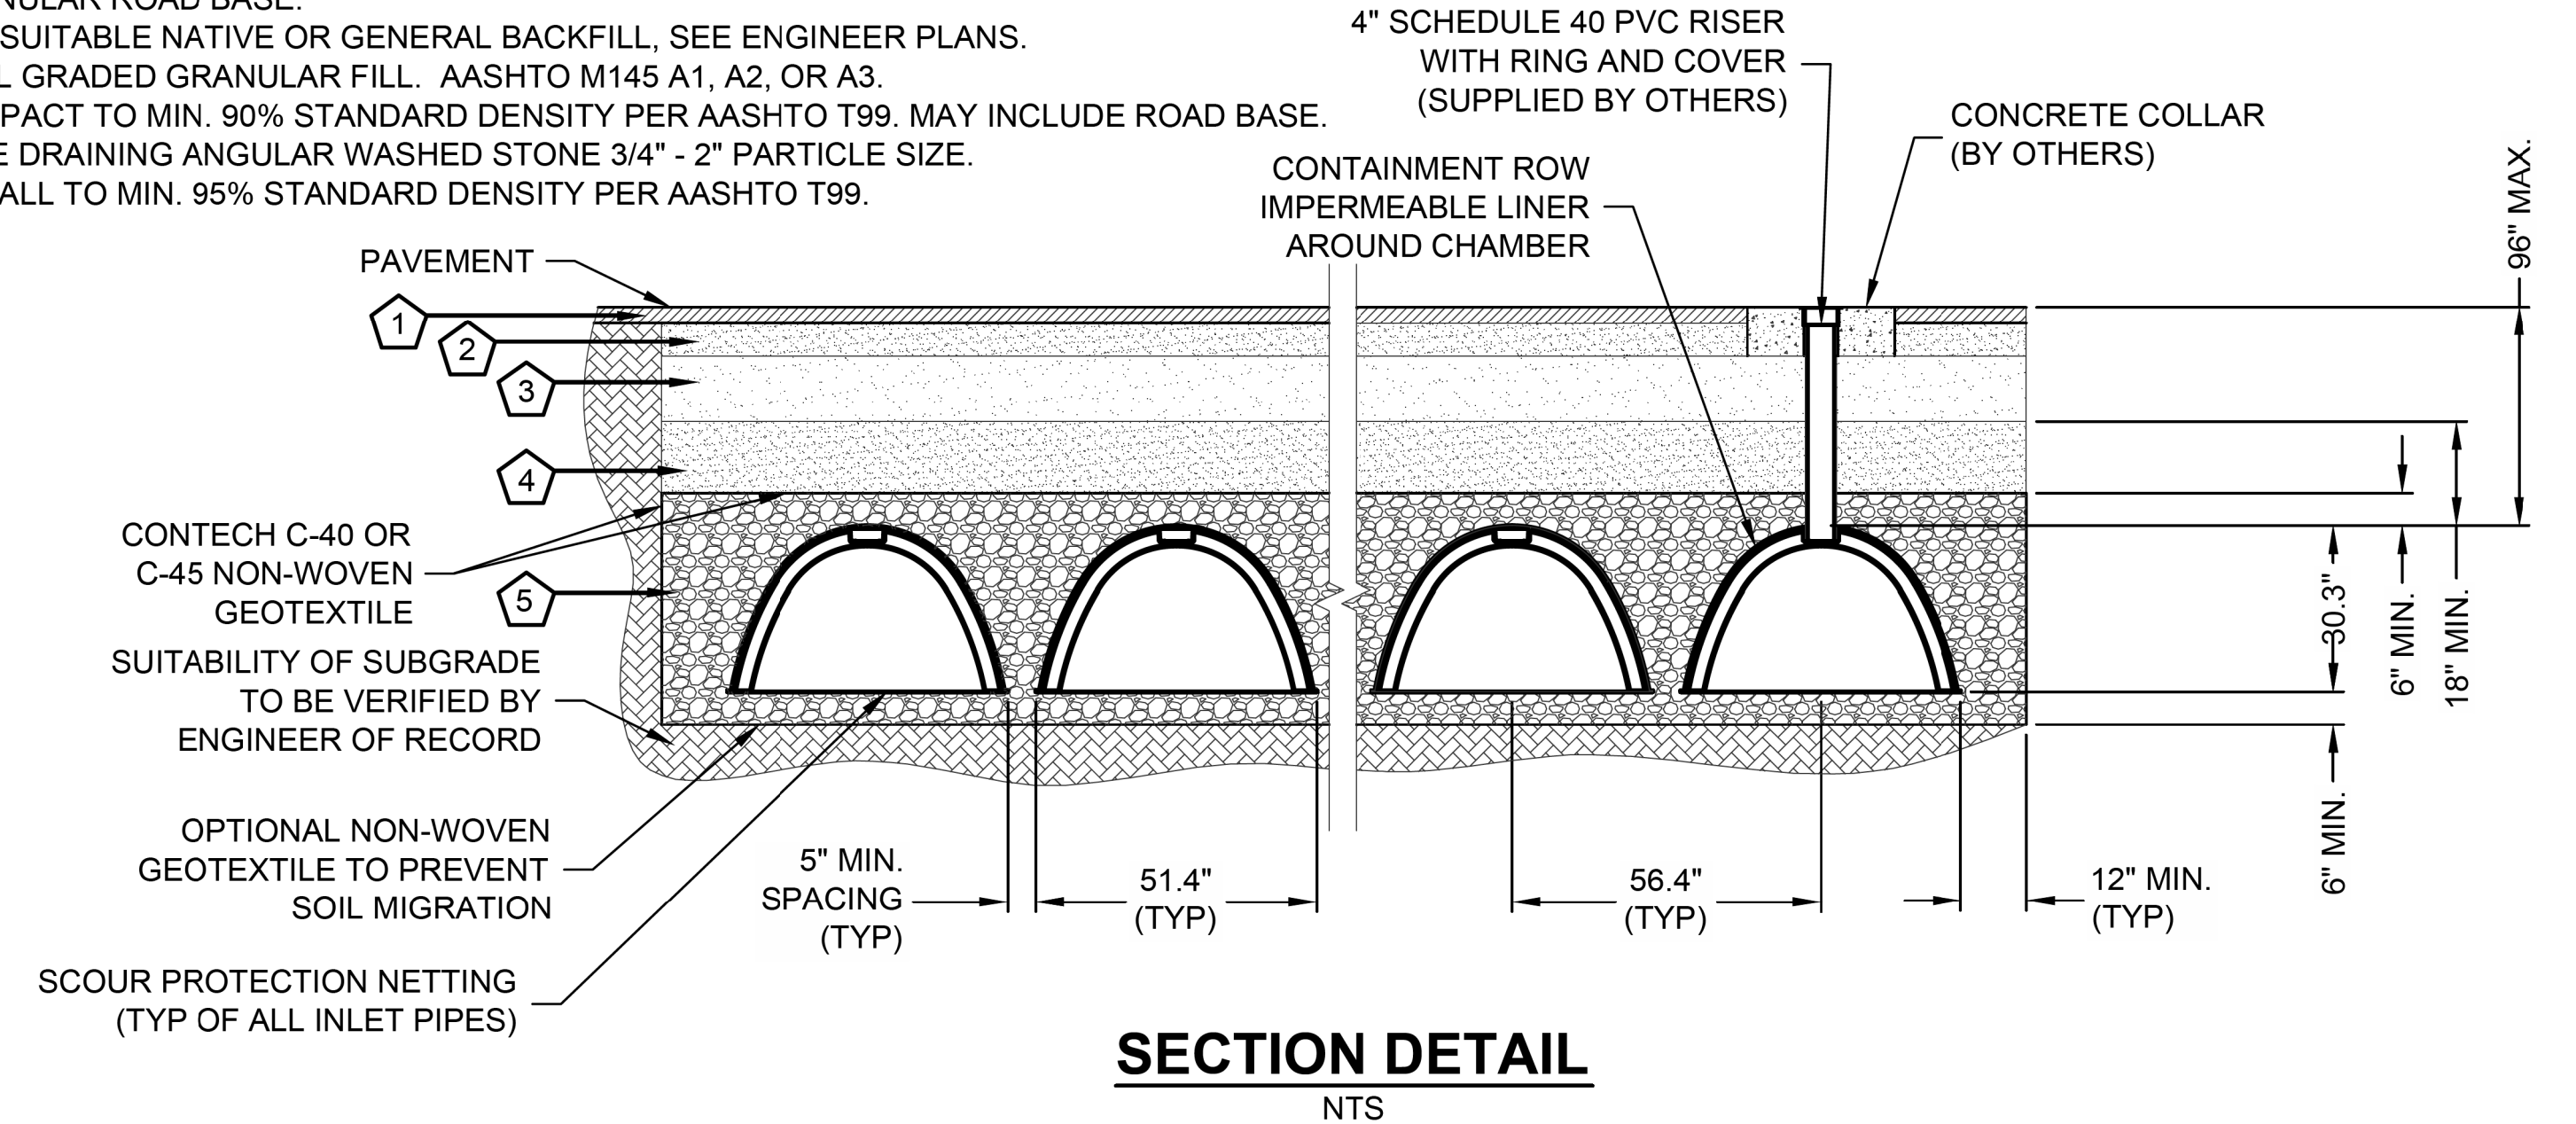 ROAD BASE.
SUITABLE NATIVE OR GENERAL BACKFILL, SEE ENGINEER PLANS.
GRADED GRANULAR FILL. AASHTO M145 A1, A2, OR A3.
TO MIN. 90% STANDARD DENSITY PER AASHTO T99. MAY INCLUDE ROAD BASE.
DRAINING ANGULAR WASHED STONE 3/4" - 2" PARTICLE SIZE.
TO MIN. 95% STANDARD DENSITY PER AASHTO T99.
4" SCHEDULE 40 PVC RISER
WITH RING AND COVER
(SUPPLIED BY OTHERS)
CONCRETE COLLAR
(BY OTHERS)
CONTAINMENT ROW
IMPERMEABLE LINER
AROUND CHAMBER
PAVEMENT
1
2
3
4
5
CONTECH C-40 OR
C-45 NON-WOVEN
GEOTEXTILE
SUITABILITY OF SUBGRADE
TO BE VERIFIED BY
ENGINEER OF RECORD
OPTIONAL NON-WOVEN
GEOTEXTILE TO PREVENT
SOIL MIGRATION
SCOUR PROTECTION NETTING
(TYP OF ALL INLET PIPES)
5" MIN.
SPACING
(TYP)
51.4"
(TYP)
56.4"
(TYP)
12" MIN.
(TYP)
30.3"
6" MIN.
6" MIN.
18" MIN.
96" MAX.
SECTION DETAIL
NTS